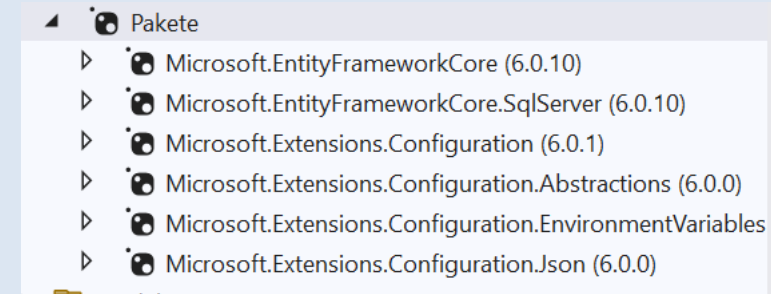 Pakete
Microsoft.EntityFrameworkCore (6.0.10)
Microsoft.EntityFrameworkCore.SqlServer (6.0.10)
Microsoft.Extensions.Configuration (6.0.1)
Microsoft.Extensions.Configuration.Abstractions (6.0.0)
Microsoft.Extensions.Configuration.EnvironmentVariables
Microsoft.Extensions.Configuration.Json (6.0.0)